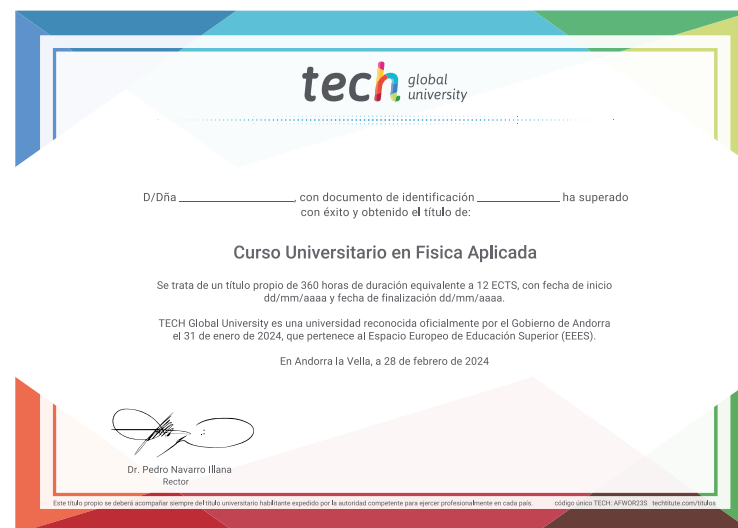 tech global
university
D/Dña ____________________, con documento de identificación ______________ ha superado
con éxito y obtenido el título de:
Curso Universitario en Fisica Aplicada
Se trata de un título propio de 360 horas de duración equivalente a 12 ECTS, con fecha de inicio
dd/mm/aaaa y fecha de finalización dd/mm/aaaa.
TECH Global University es una universidad reconocida oficialmente por el Gobierno de Andorra
el 31 de enero de 2024, que pertenece al Espacio Europeo de Educación Superior (EEES).
En Andorra la Vella, a 28 de febrero de 2024
Dr. Pedro Navarro Illana
Rector
Este título propio se deberá acompañar siempre del título universitario habilitante expedido por la autoridad competente para ejercer profesionalmente en cada país. código único TECH: AFWOR23S techtitute.com/titulos